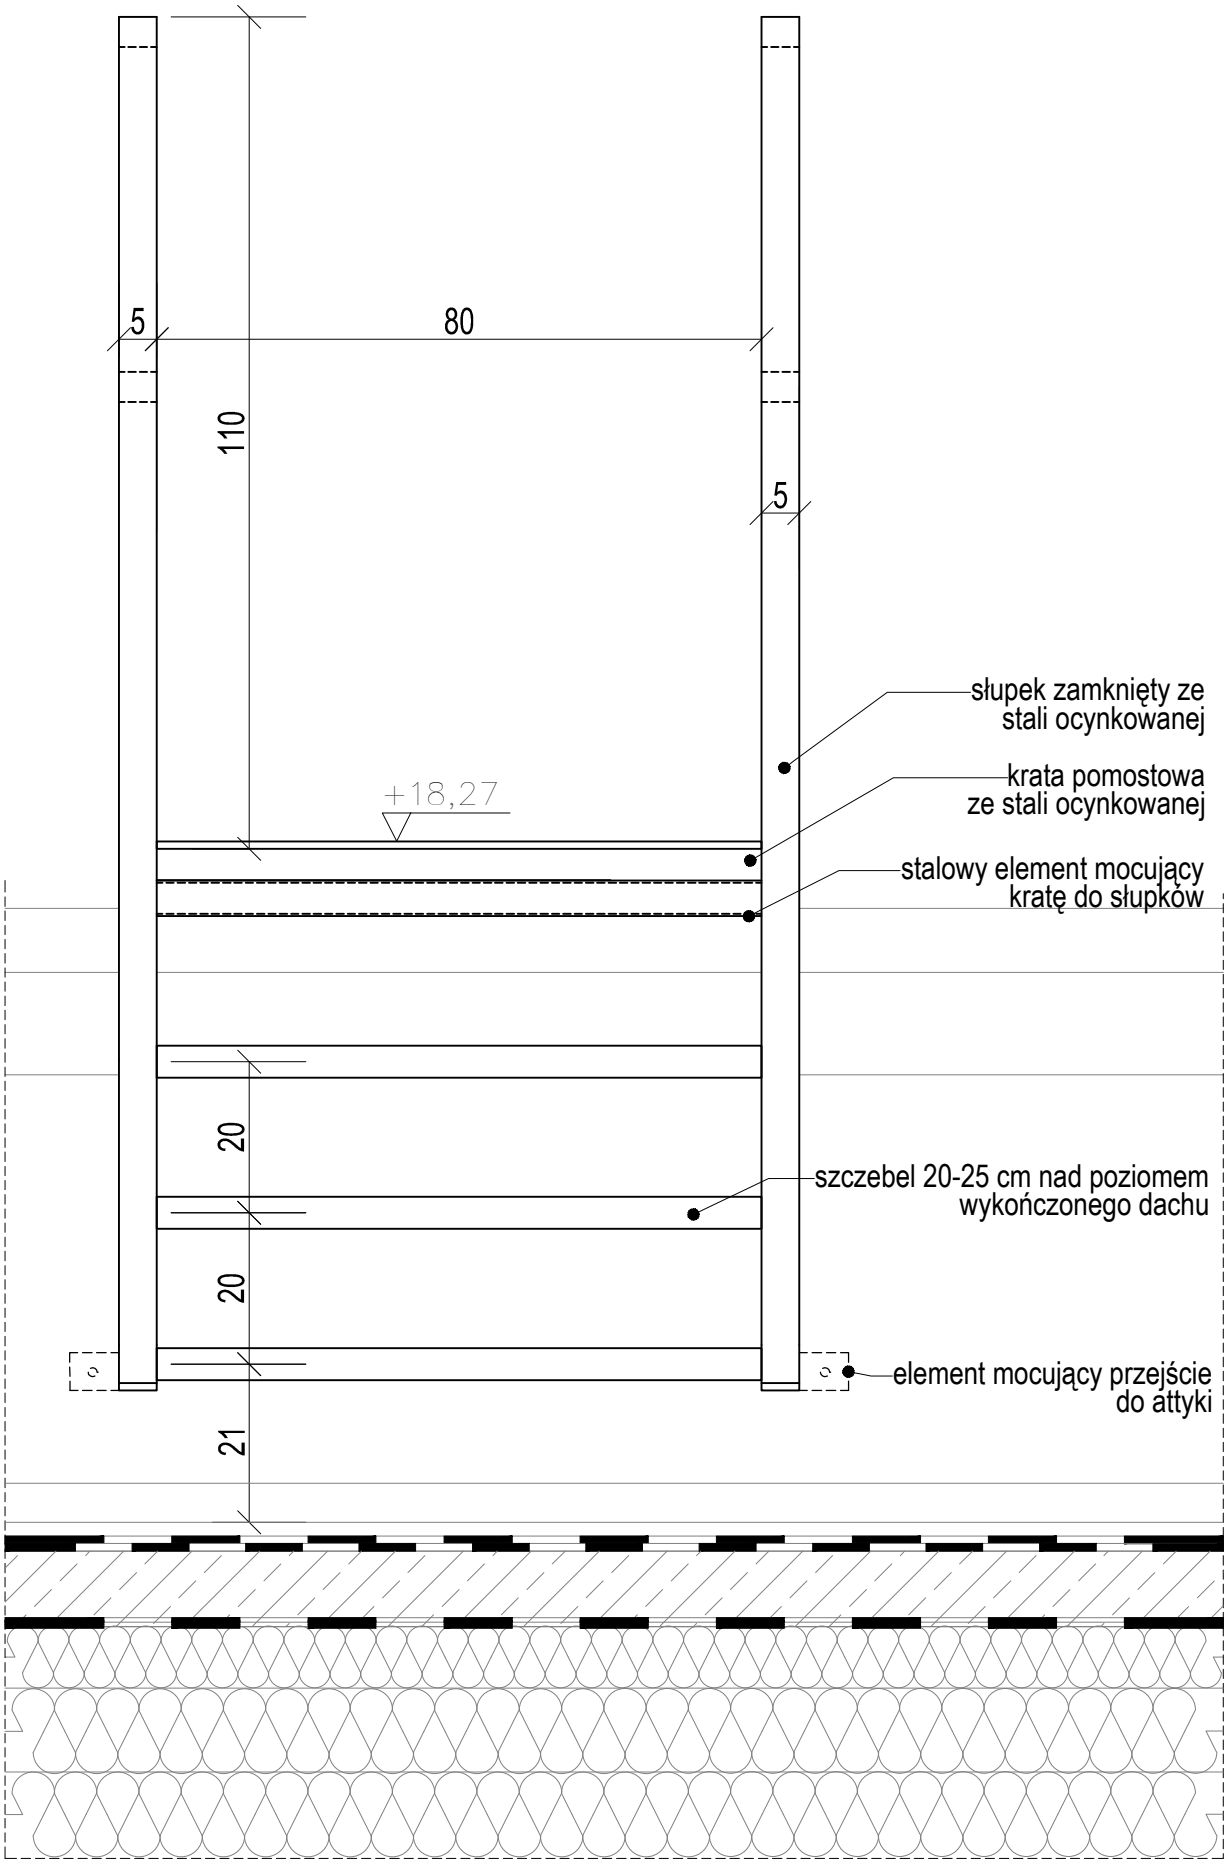 5
80
110
5
słupek zamknięty ze
stali ocynkowanej
krata pomostowa
ze stali ocynkowanej
+18,27
stalowy element mocujący
kratę do słupków
20
szczebel 20-25 cm nad poziomem
wykończonego dachu
20
element mocujący przejście
do attyki
21